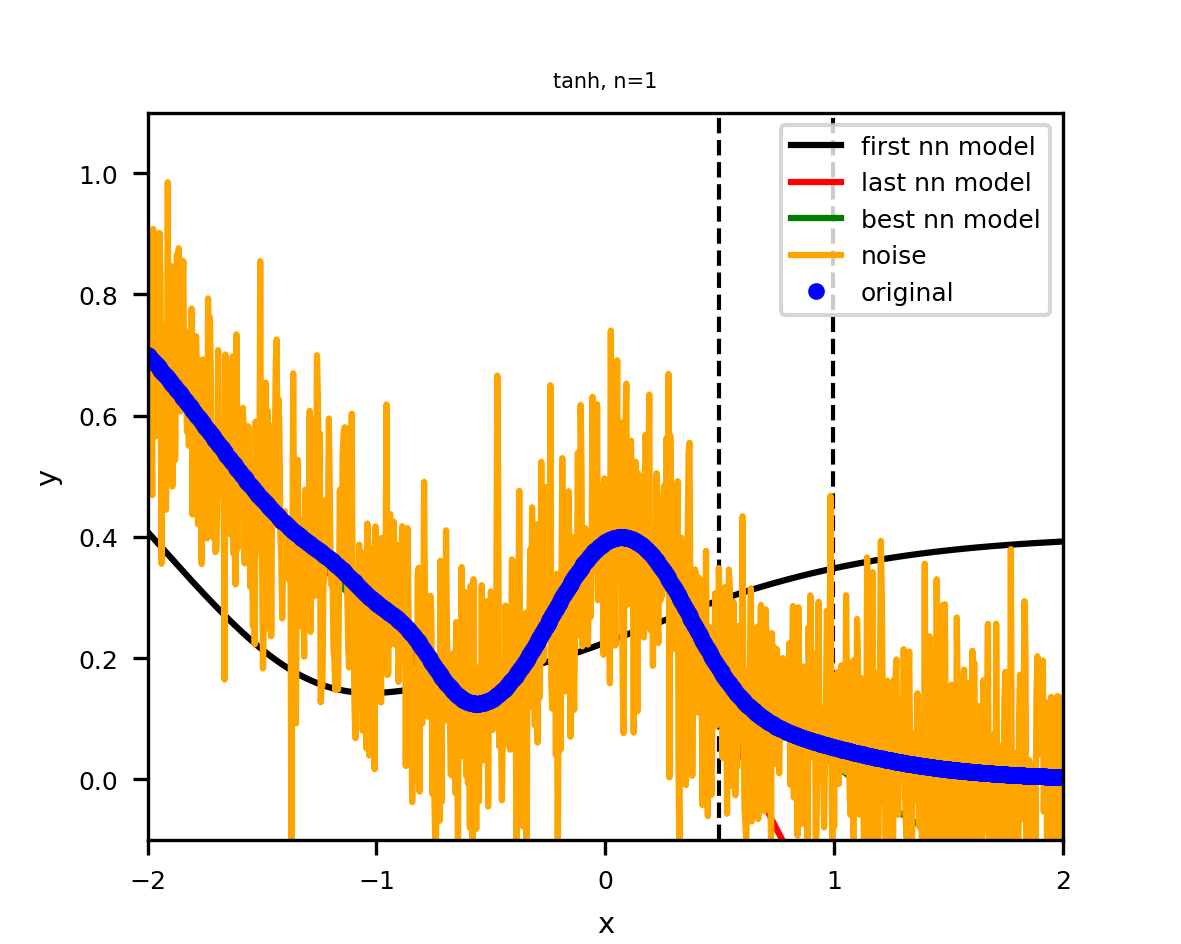 tanh, n=1
first nn model
last nn model
best nn model
noise
original
1.0
0.8
0.6
0.4
0.2
0.0
y
−2
−1
0
1
2
x